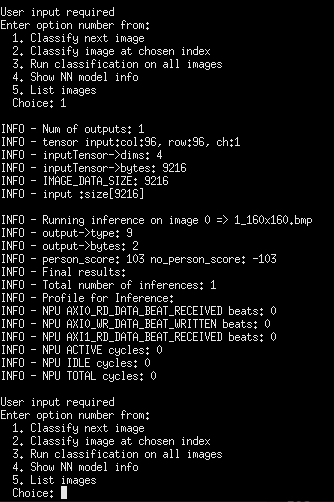 User input required
Enter option number from:
1. Classify next image
2. Classify image at chosen index
3. Run classification on all images
4. Show NN model info
5. List images
Choice: 1
INFO - Num of outputs: 1
INFO - tensor input:col:96, row:96, ch:1
INFO - inputTensor->dims: 4
INFO - inputTensor->bytes: 9216
INFO - IMAGE_DATA_SIZE: 9216
INFO - input :size[9216]
INFO - Running inference on image 0 => 1_160x160.bmp
INFO - output->type: 9
INFO - output->bytes: 2
INFO - person_score: 103 no_person_score: -103
INFO - Final results:
INFO - Total number of inferences: 1
INFO - Profile for Inference:
INFO - NPU AXI0_RD_DATA_BEAT_RECEIVED beats: 0
INFO - NPU AXI0_WR_DATA_BEAT_WRITTEN beats: 0
INFO - NPU AXI1_RD_DATA_BEAT_RECEIVED beats: 0
INFO - NPU ACTIVE cycles: 0
INFO - NPU IDLE cycles: 0
INFO - NPU TOTAL cycles: 0
User input required
Enter option number from:
1. Classify next image
2. Classify image at chosen index
3. Run classification on all images
4. Show NN model info
5. List images
Choice: